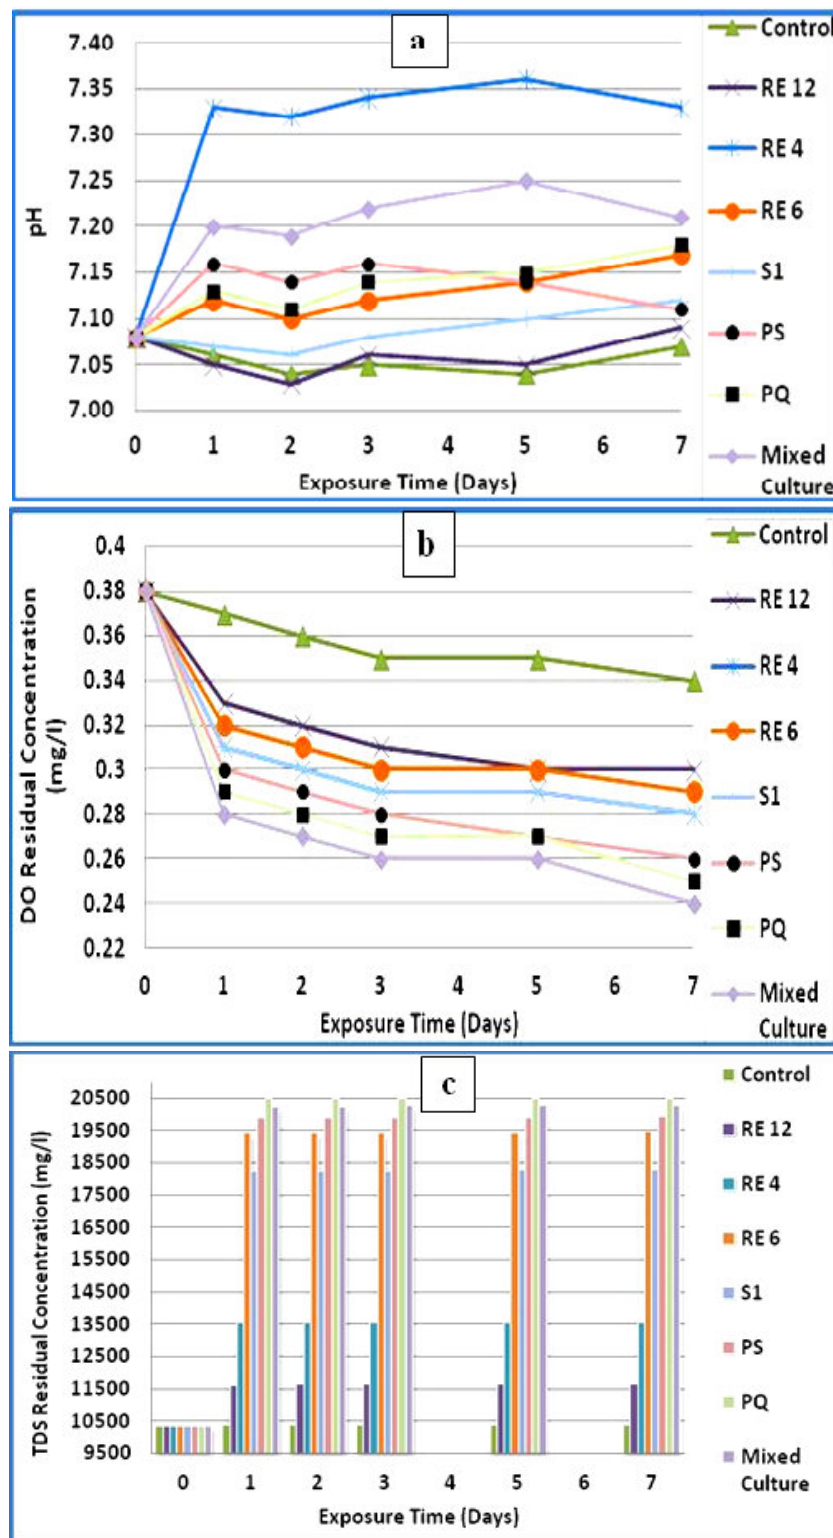 a
7.40
7.35
7.30
7.25
7.20
7.15
7.10
7.05
7.00
pH
0 1 2 3 4 5 6 7
Exposure Time (Days)
Control
RE 12
RE 4
RE 6
S1
PS
PQ
Mixed
Culture
b
0.4
0.38
0.36
0.34
0.32
0.3
0.28
0.26
0.24
0.22
DO Residual Concentration
(mg/l)
0 1 2 3 4 5 6 7
Exposure Time (Days)
Control
RE 12
RE 4
RE 6
S1
PS
PQ
Mixed
Culture
c
20500
19500
18500
17500
16500
15500
14500
13500
12500
11500
10500
9500
TDS Residual Concentration (mg/l)
0 1 2 3 4 5 6 7
Exposure Time (Days)
Control
RE 12
RE 4
RE 6
S1
PS
PQ
Mixed
Culture